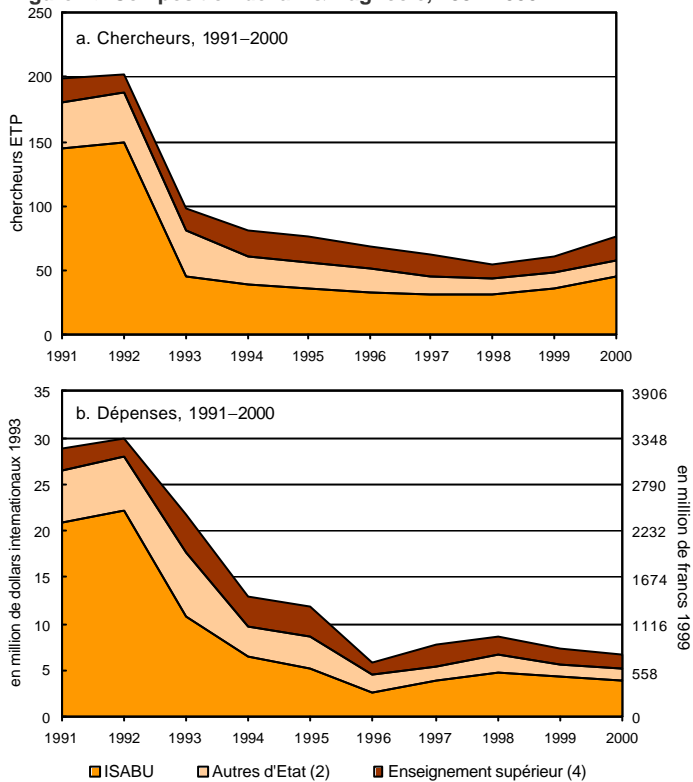 250
a. Chercheurs, 1991–2000
200
150
100
50
0
chercheurs ETP
1991 1992 1993 1994 1995 1996 1997 1998 1999 2000
35 3906
b. Dépenses, 1991–2000
30 3348
25 2790
20 2232
15 1674
10 1116
5 558
0 0
en million de dollars internationaux 1993
en million de francs 1999
1991 1992 1993 1994 1995 1996 1997 1998 1999 2000
ISABU Autres d'Etat (2) Enseignement supérieur (4)